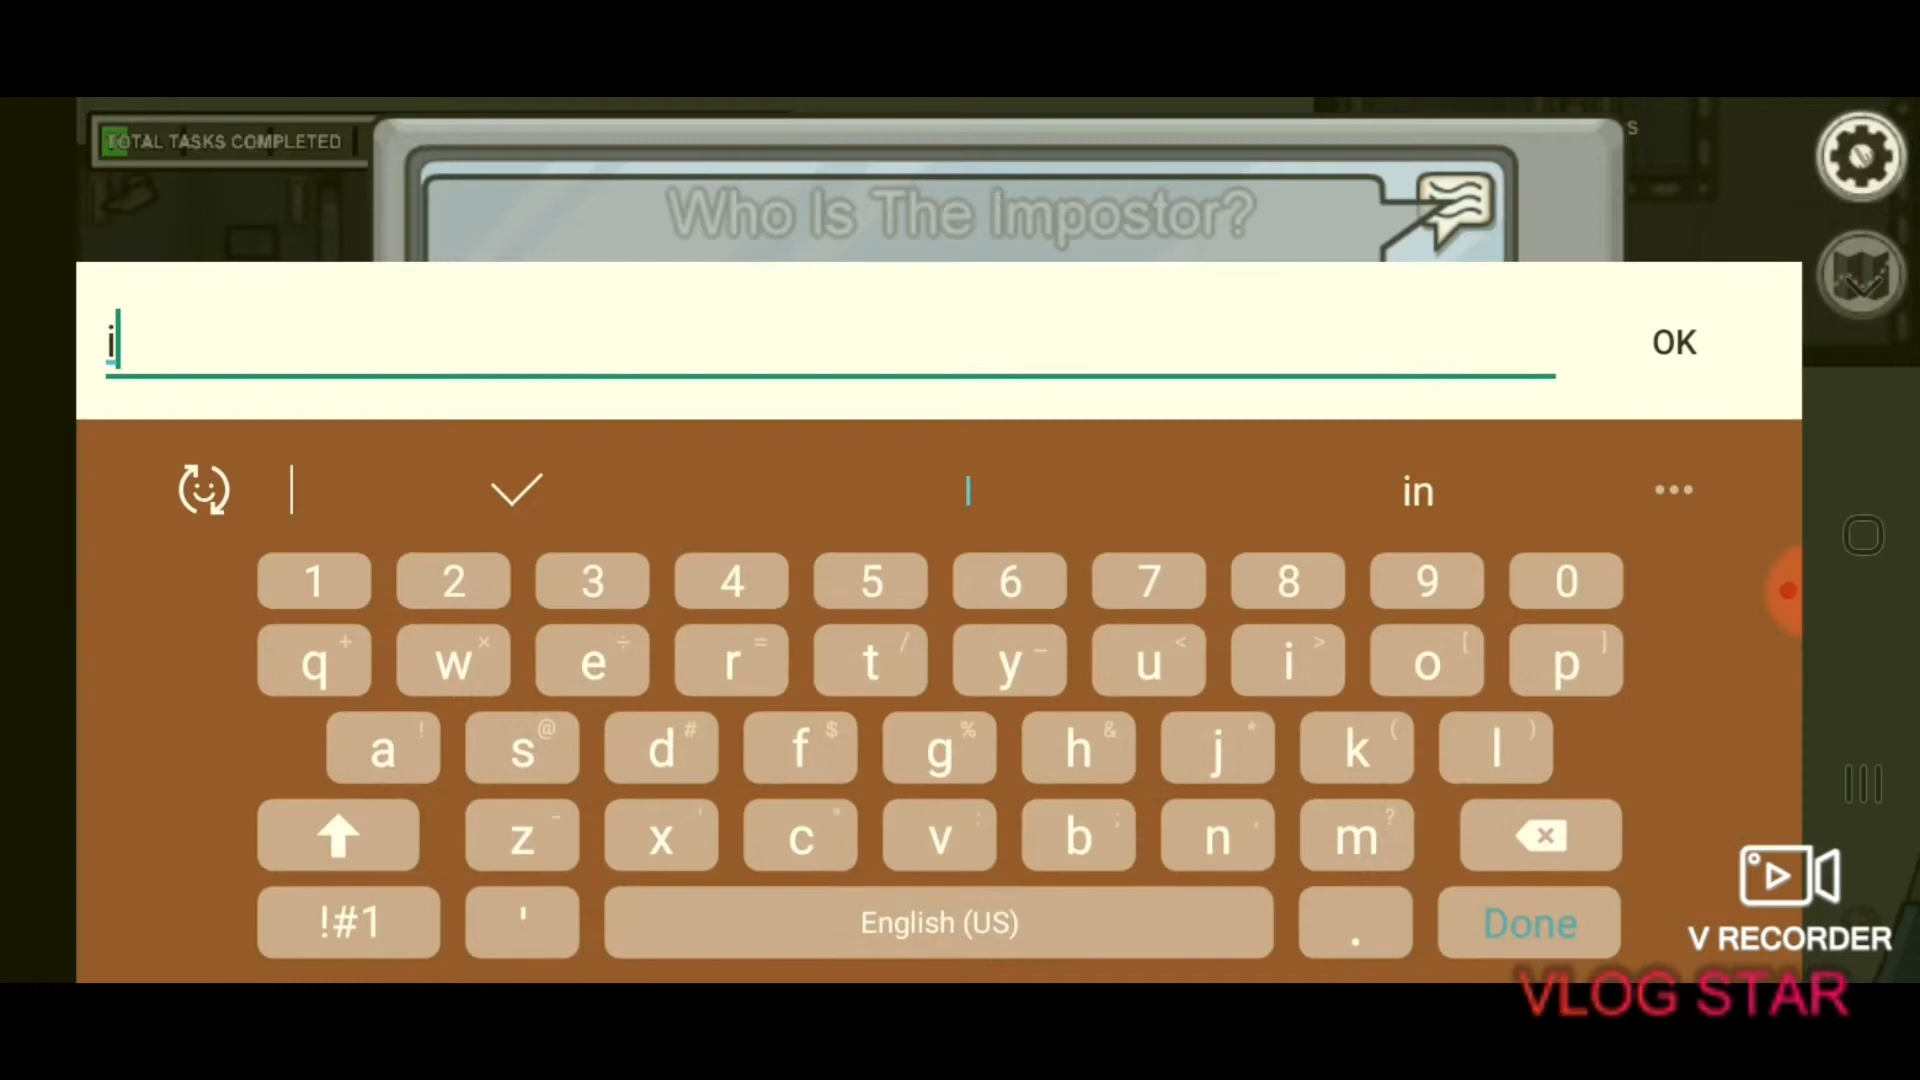 TOTAL TASKS COMPLETED
s
Who Is The Impostor?
i
OK
I
in
1 2 3 4 5 6 7 8 9 0
q + w × e ÷ r = t / y _ u < i > o [ p ]
a ! s @ d # f $ g % h & j * k ( l )
z - x ' c " v : b ; n , m ?
!#1 ' English (US) . Done
V RECORDER
VLOG STAR